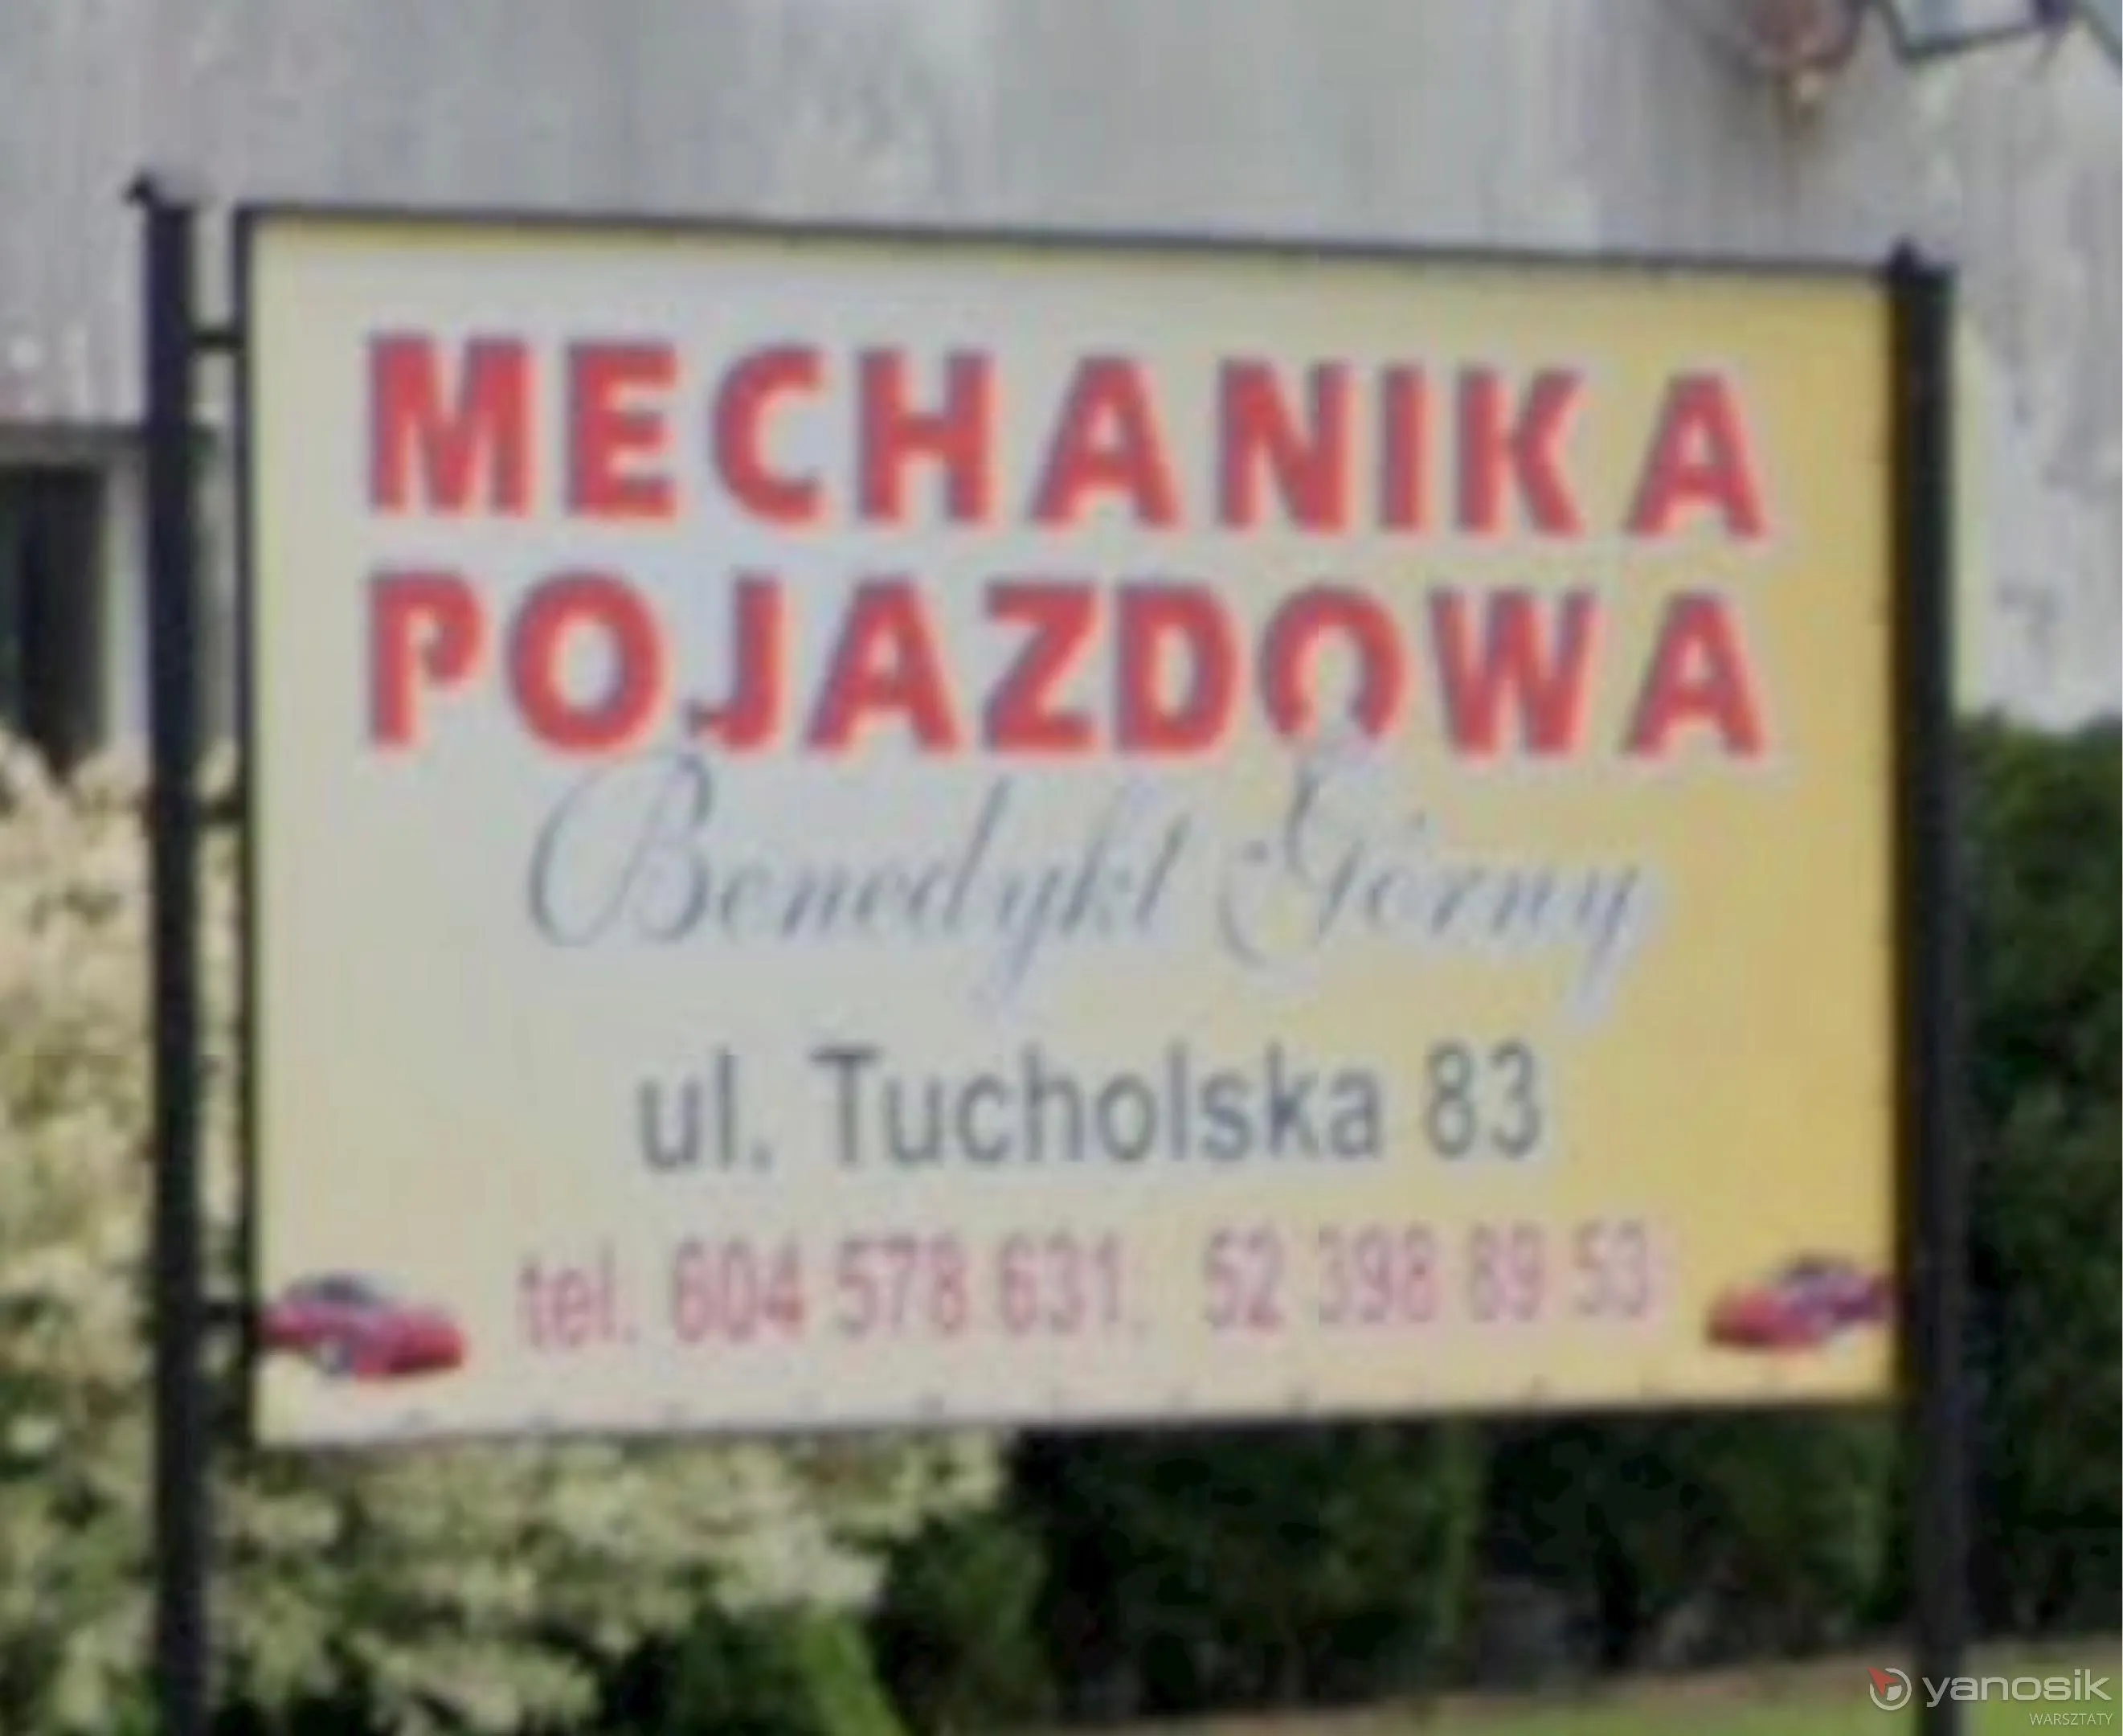 MECHANIKA
POJAZDOWA
Benedykt Górny
ul. Tucholska 83
tel. 604 578 631, 52 398 89 53
yanosik
WARSZTATY